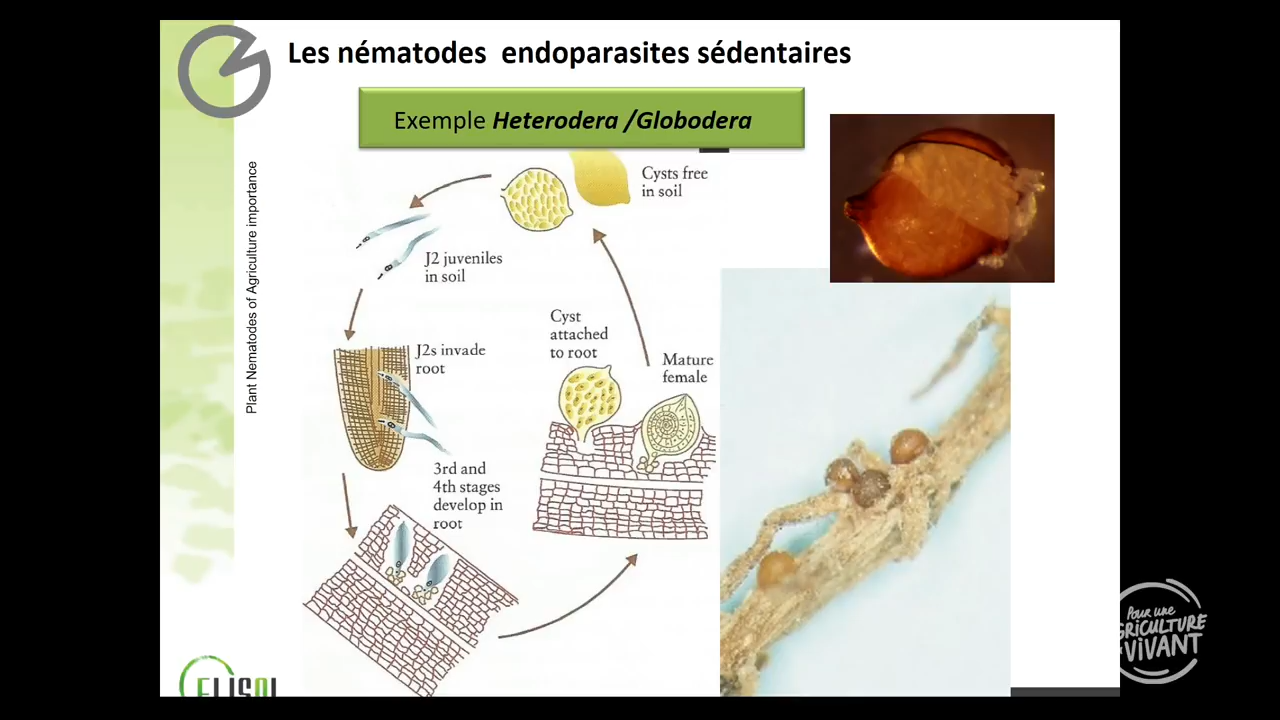 Les nématodes endoparasites sédentaires
Exemple Heterodera /Globodera
Plant Nematodes of Agriculture importance
Cysts free
in soil
J2 juveniles
in soil
J2s invade
root
3rd and
4th stages
develop in
root
Cyst
attached
to root
Mature
female
ELISOL
Pour une
AGRICULTURE
VIVANT